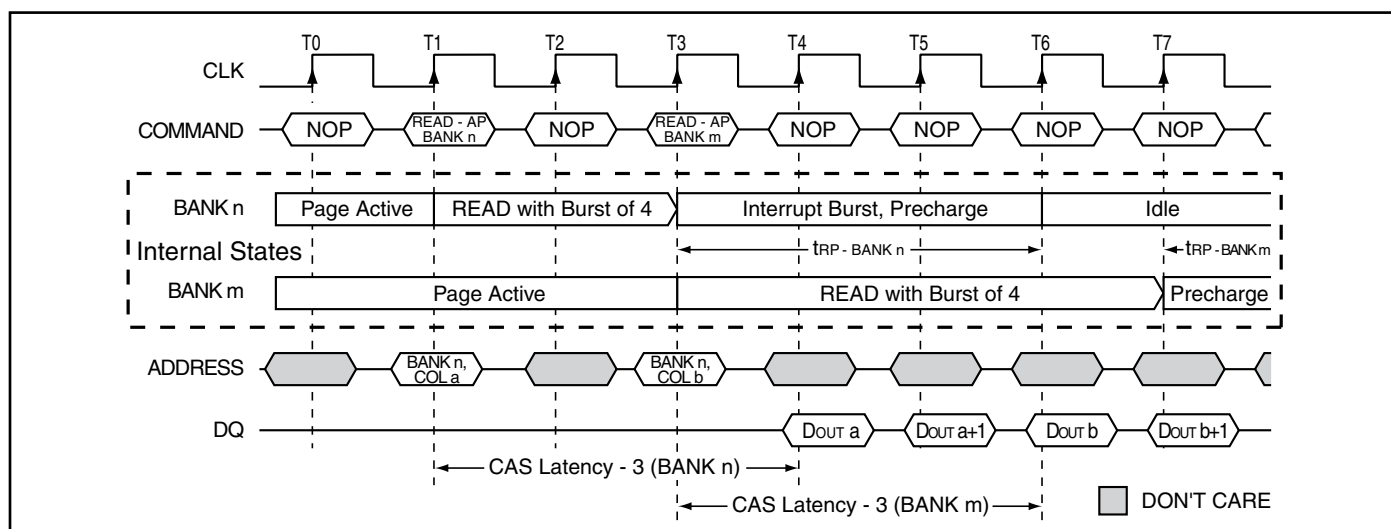 T0 T1 T2 T3 T4 T5 T6 T7
CLK
COMMAND NOP READ - AP BANK n NOP READ - AP BANK m NOP NOP NOP NOP
BANK n Page Active READ with Burst of 4 Interrupt Burst, Precharge Idle
Internal States tRP - BANK n tRP - BANK m
BANK m Page Active READ with Burst of 4 Precharge
ADDRESS BANK n, COL a BANK n, COL b
DQ DOUT a DOUT a+1 DOUT b DOUT b+1
CAS Latency - 3 (BANK n)
CAS Latency - 3 (BANK m) DON'T CARE